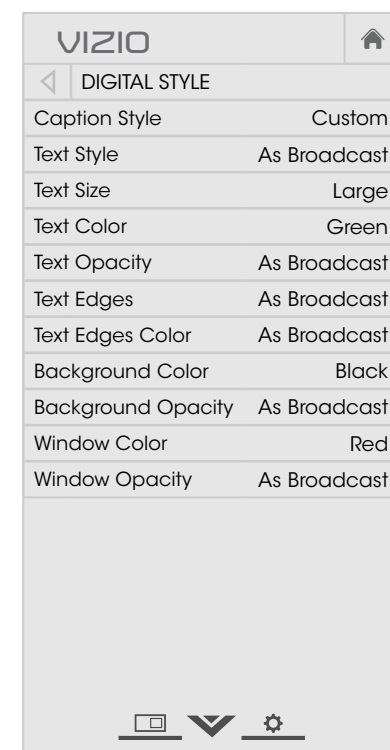 VIZIO
DIGITAL STYLE
Caption Style Custom
Text Style As Broadcast
Text Size Large
Text Color Green
Text Opacity As Broadcast
Text Edges As Broadcast
Text Edges Color As Broadcast
Background Color Black
Background Opacity As Broadcast
Window Color Red
Window Opacity As Broadcast